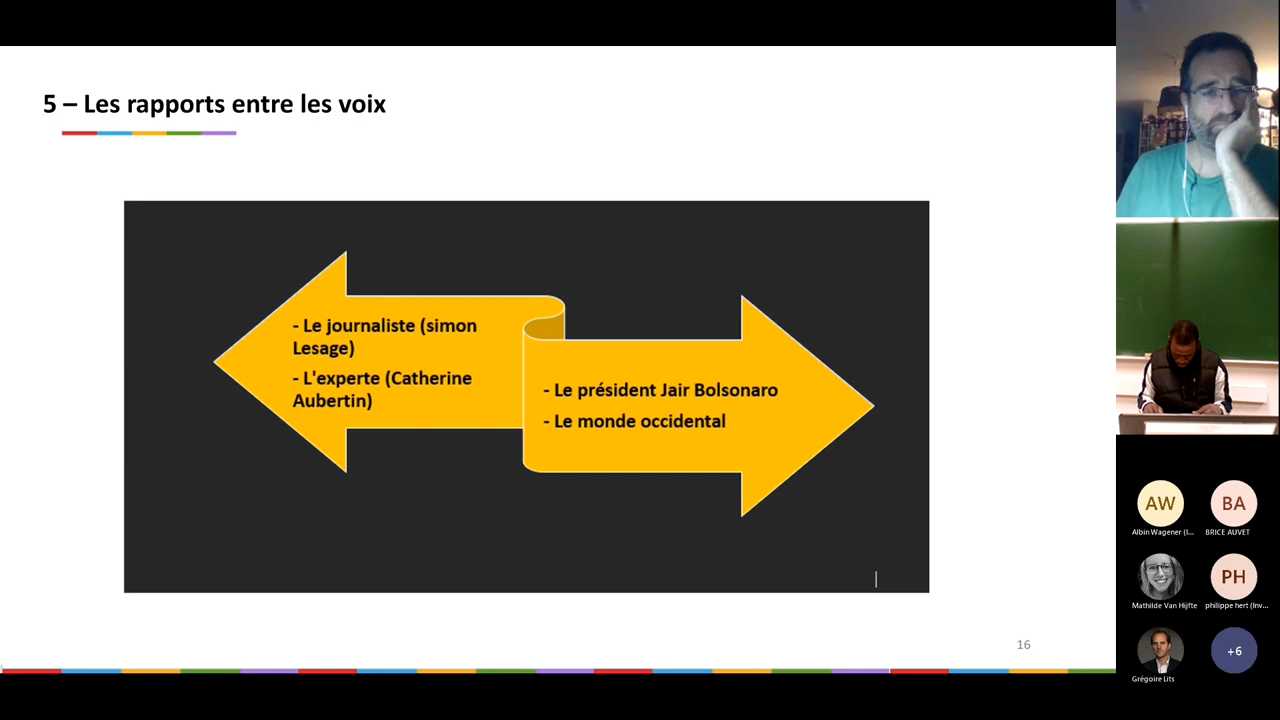 5 – Les rapports entre les voix
- Le journaliste (simon
Lesage)
- L'experte (Catherine
Aubertin)
- Le président Jair Bolsonaro
- Le monde occidental
16
AW
BA
Albin Wagener (I...
BRICE AUVET
PH
Mathilde Van Hijfte
philippe hert (Inv...
+6
Grégoire Lits